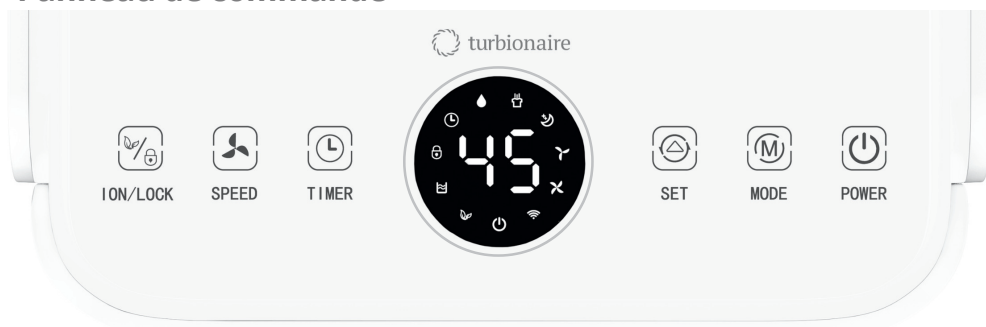 Panneau de commande
turbionaire
45
ION/LOCK
SPEED
TIMER
SET
MODE
POWER